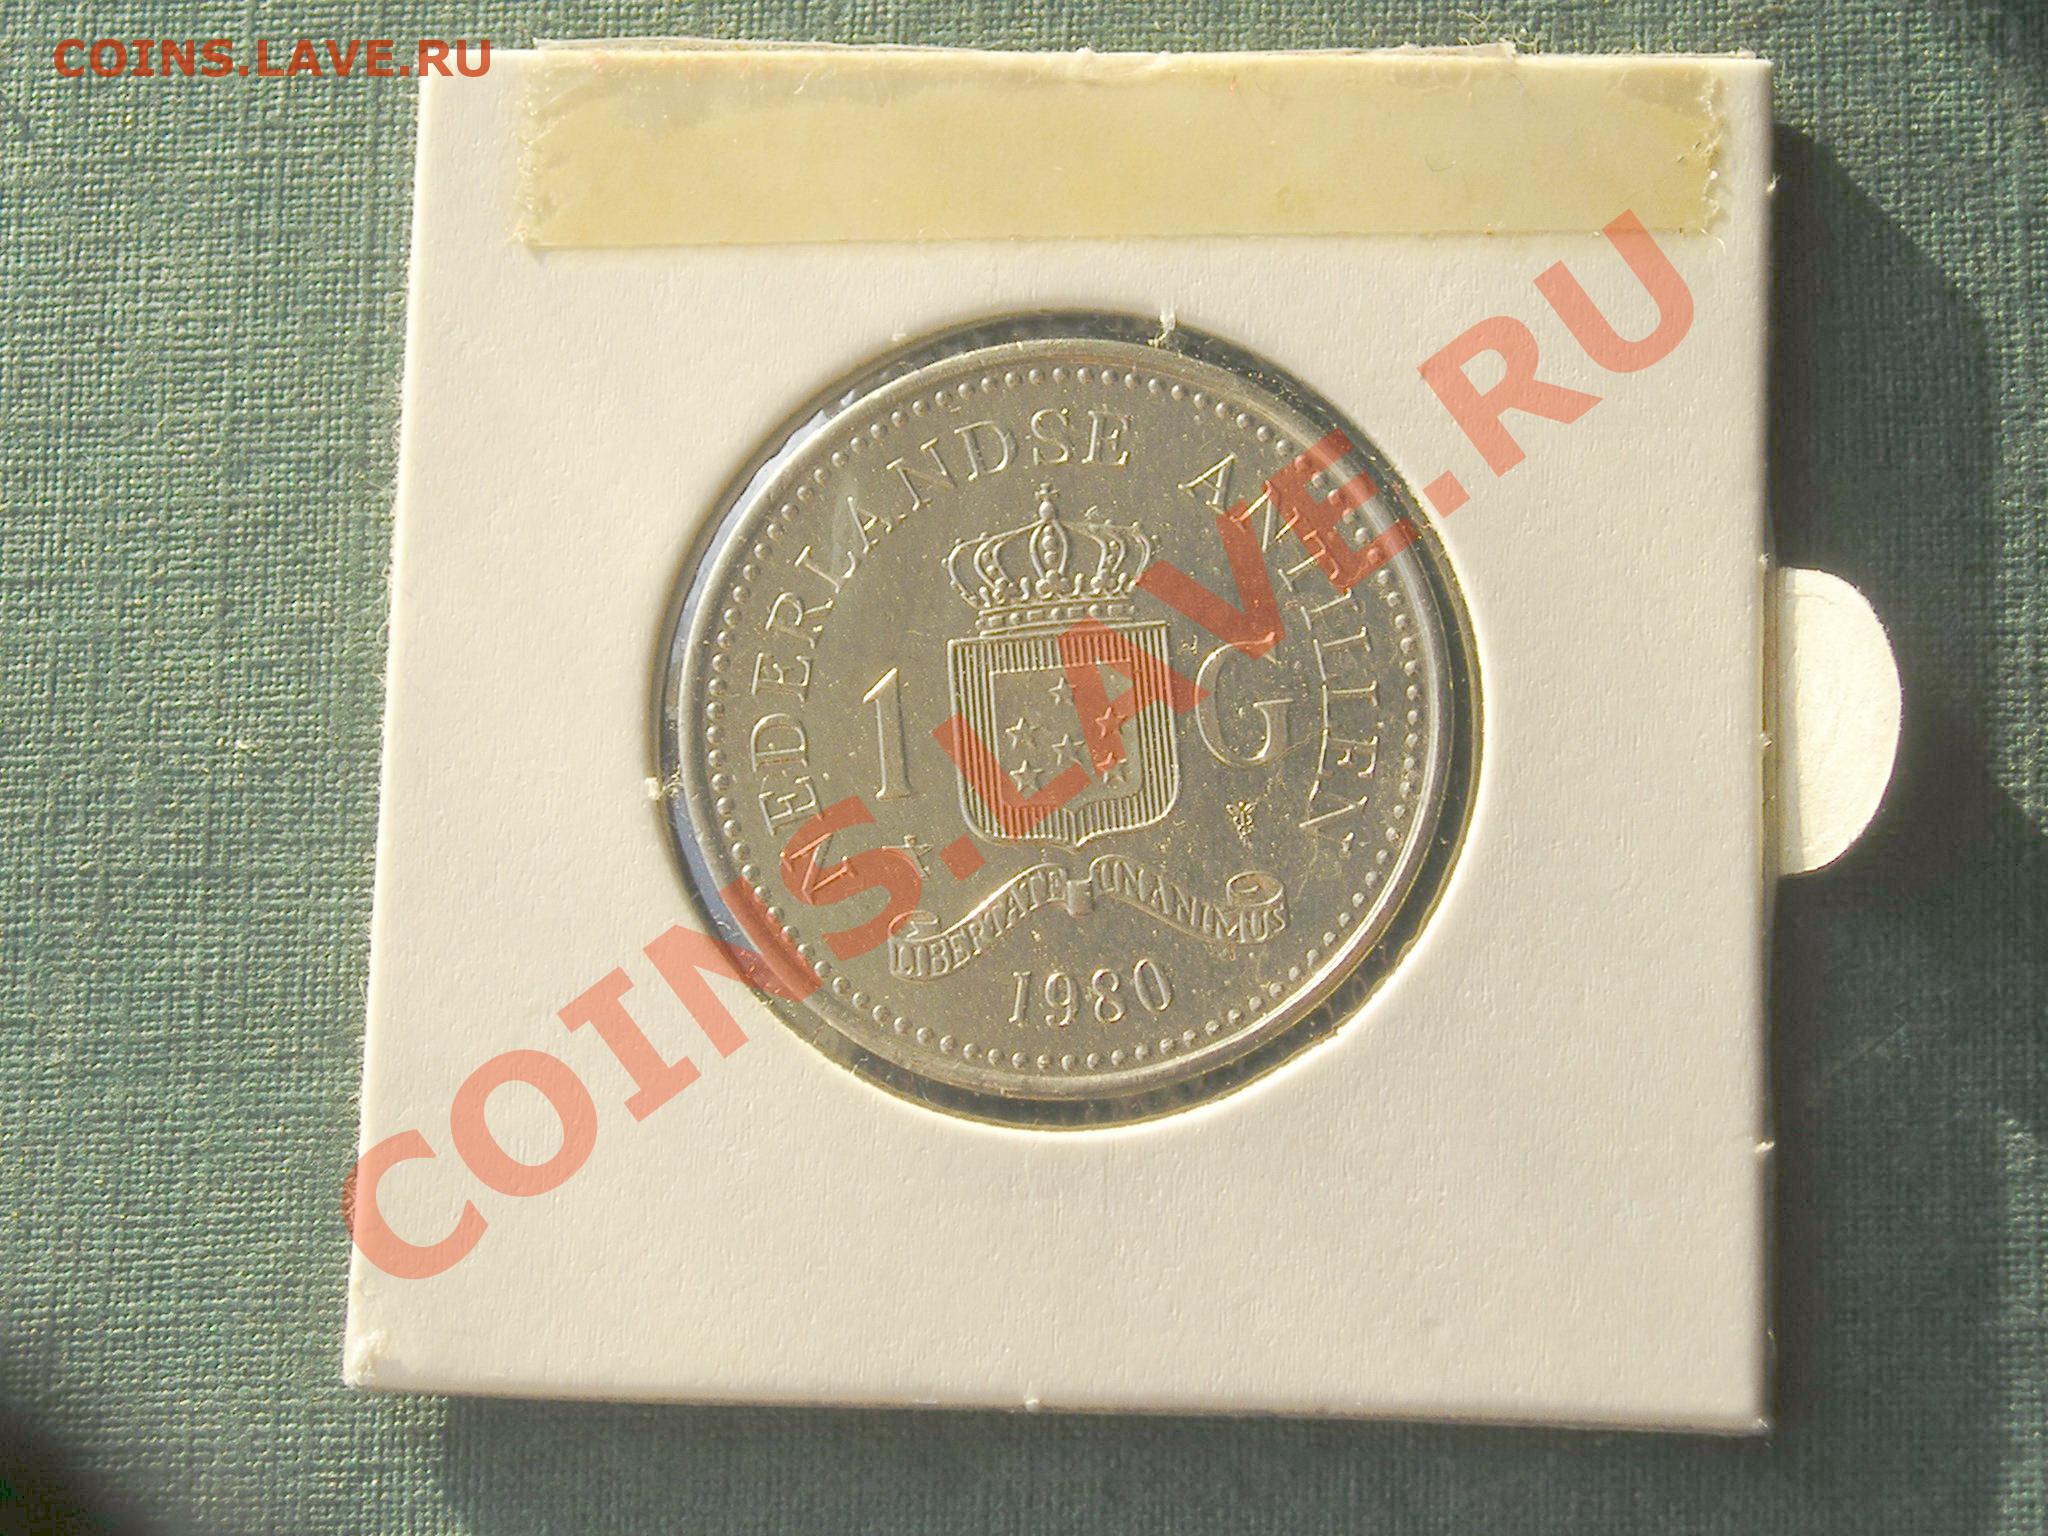 COINS.LAVE.RU
NEDERLANDSE ANTILLEN
1 G
LIBERTATE UNANIMUS
1980
COINS.LAVE.RU